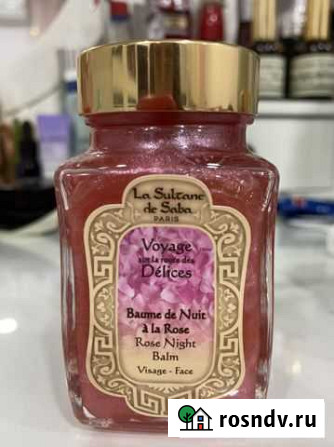 La Sultane
de Saba
PARIS
Voyage
sur la route des
Délices
Baume de Nuit
à la Rose
Rose Night
Balm
Visage - Face
rosndv.ru